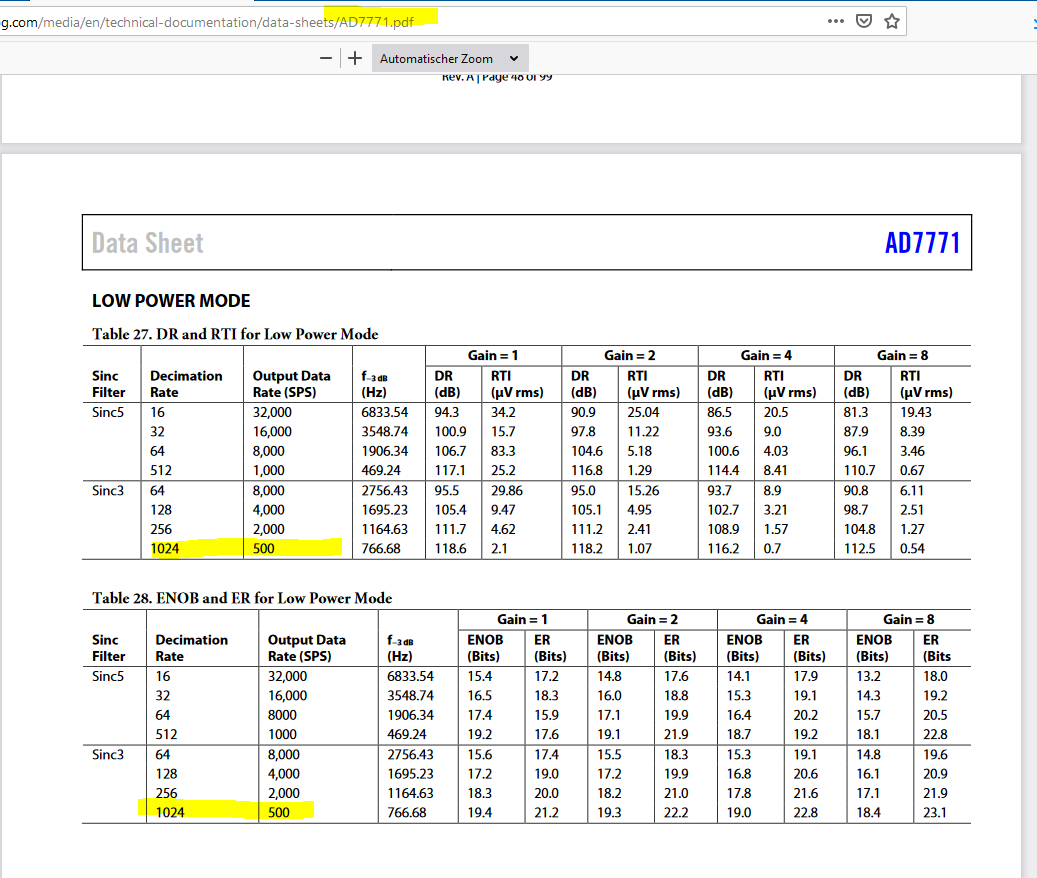 g.com/media/en/technical-documentation/data-sheets/AD7771.pdf
Automatischer Zoom
Rev. A | Page 48 of 99
Data Sheet AD7771
LOW POWER MODE
Table 27. DR and RTI for Low Power Mode
Gain = 1 Gain = 2 Gain = 4 Gain = 8
Sinc Filter Decimation Rate Output Data Rate (SPS) f−3 dB (Hz) DR (dB) RTI (μV rms) DR (dB) RTI (μV rms) DR (dB) RTI (μV rms) DR (dB) RTI (μV rms)
Sinc5 16 32,000 6833.54 94.3 34.2 90.9 25.04 86.5 20.5 81.3 19.43
32 16,000 3548.74 100.9 15.7 97.8 11.22 93.6 9.0 87.9 8.39
64 8,000 1906.34 106.7 83.3 104.6 5.18 100.6 4.03 96.1 3.46
512 1,000 469.24 117.1 25.2 116.8 1.29 114.4 8.41 110.7 0.67
Sinc3 64 8,000 2756.43 95.5 29.86 95.0 15.26 93.7 8.9 90.8 6.11
128 4,000 1695.23 105.4 9.47 105.1 4.95 102.7 3.21 98.7 2.51
256 2,000 1164.63 111.7 4.62 111.2 2.41 108.9 1.57 104.8 1.27
1024 500 766.68 118.6 2.1 118.2 1.07 116.2 0.7 112.5 0.54
Table 28. ENOB and ER for Low Power Mode
Gain = 1 Gain = 2 Gain = 4 Gain = 8
Sinc Filter Decimation Rate Output Data Rate (SPS) f−3 dB (Hz) ENOB (Bits) ER (Bits) ENOB (Bits) ER (Bits) ENOB (Bits) ER (Bits) ENOB (Bits) ER (Bits
Sinc5 16 32,000 6833.54 15.4 17.2 14.8 17.6 14.1 17.9 13.2 18.0
32 16,000 3548.74 16.5 18.3 16.0 18.8 15.3 19.1 14.3 19.2
64 8000 1906.34 17.4 15.9 17.1 19.9 16.4 20.2 15.7 20.5
512 1000 469.24 19.2 17.6 19.1 21.9 18.7 19.2 18.1 22.8
Sinc3 64 8,000 2756.43 15.6 17.4 15.5 18.3 15.3 19.1 14.8 19.6
128 4,000 1695.23 17.2 19.0 17.2 19.9 16.8 20.6 16.1 20.9
256 2,000 1164.63 18.3 20.0 18.2 21.0 17.8 21.6 17.1 21.9
1024 500 766.68 19.4 21.2 19.3 22.2 19.0 22.8 18.4 23.1